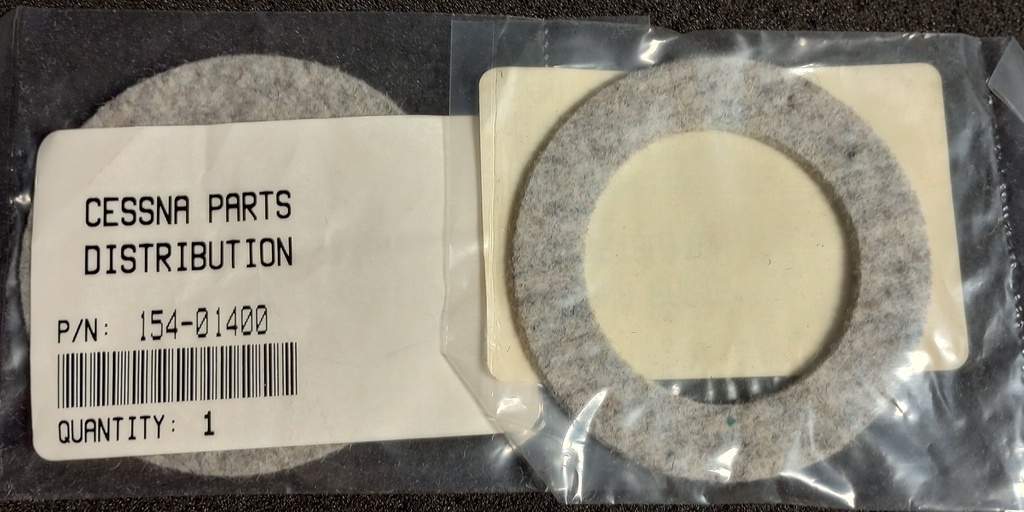 CESSNA PARTS
DISTRIBUTION
P/N: 154-01400
QUANTITY: 1